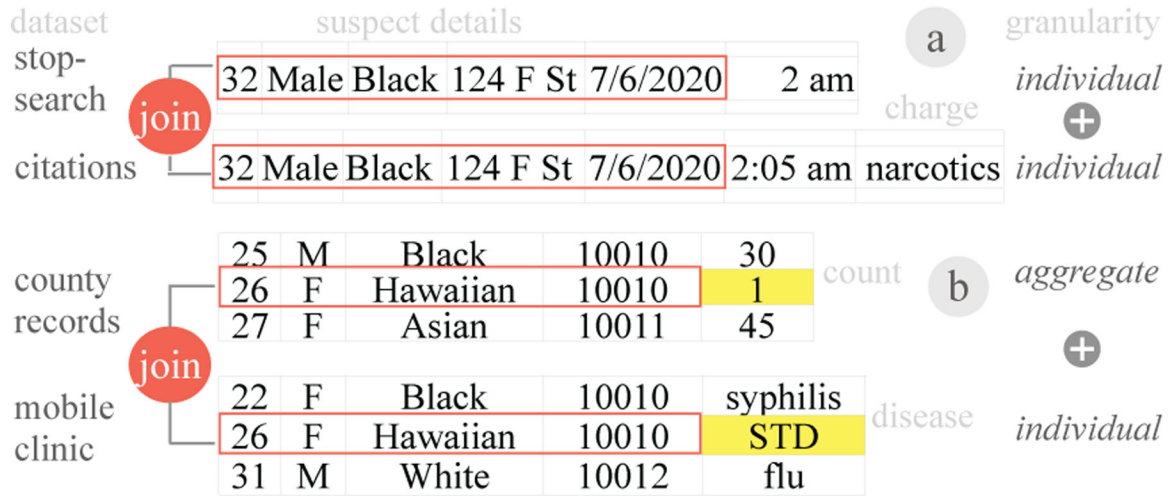 dataset suspect details a granularity
stop-
search
join
32 Male Black 124 F St 7/6/2020 2 am
individual
charge
+
citations
32 Male Black 124 F St 7/6/2020 2:05 am narcotics
individual
county
records
25 M Black 10010 30
26 F Hawaiian 10010 1
27 F Asian 10011 45
count
b
aggregate
join
+
mobile
clinic
22 F Black 10010 syphilis
26 F Hawaiian 10010 STD
31 M White 10012 flu
disease
individual